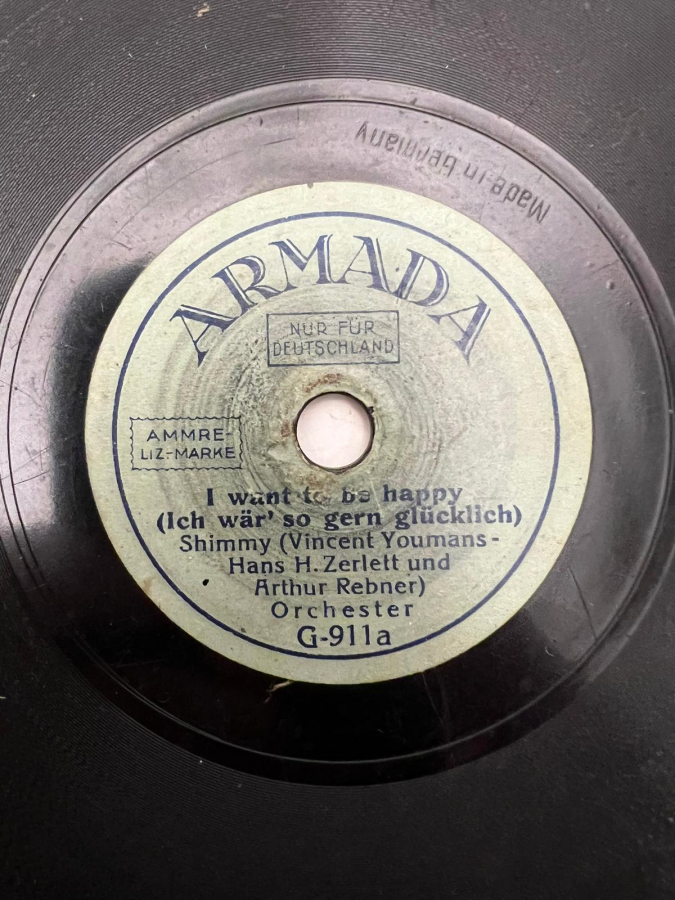 Made in Germany
ARMADA
NUR FÜR
DEUTSCHLAND
AMMRE-
LIZ-MARKE
I want to be happy
(Ich wär' so gern glücklich)
Shimmy (Vincent Youmans-
Hans H. Zerlett und
Arthur Rebner)
Orchester
G-911a